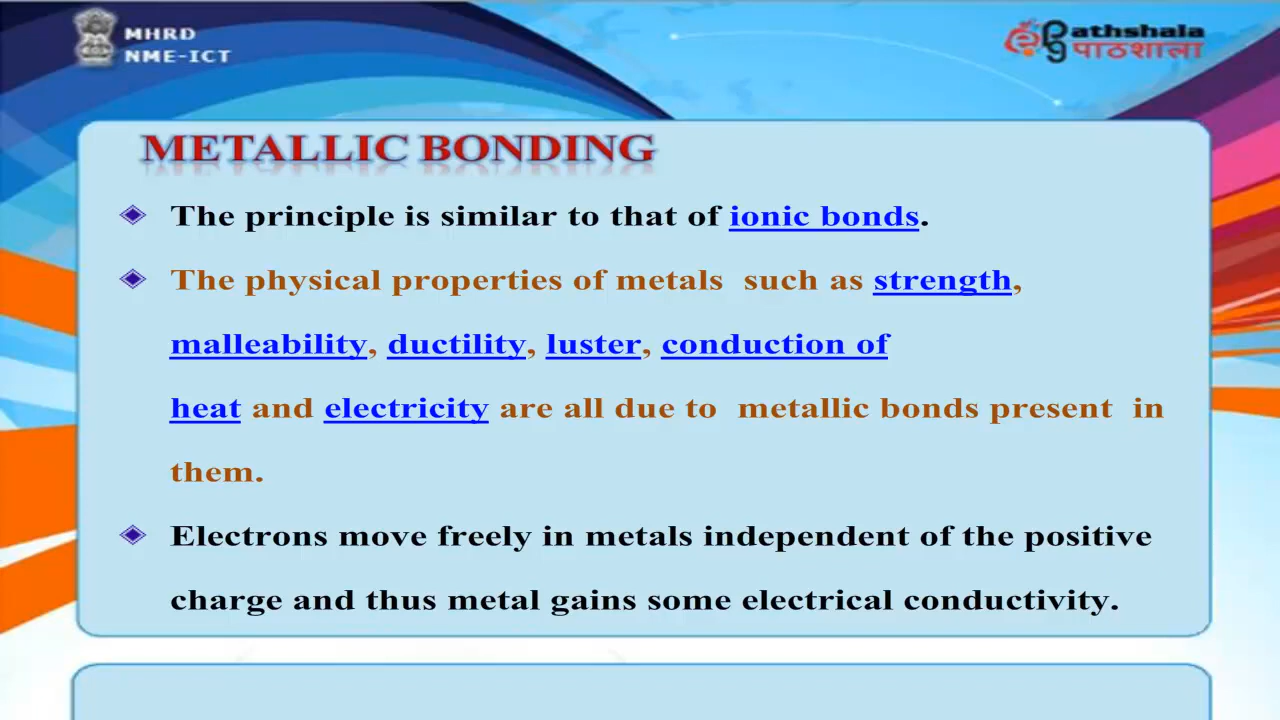 MHRD
NME-ICT
athshala
पाठशाला
METALLIC BONDING
The principle is similar to that of ionic bonds.
The physical properties of metals such as strength,
malleability, ductility, luster, conduction of
heat and electricity are all due to metallic bonds present in
them.
Electrons move freely in metals independent of the positive
charge and thus metal gains some electrical conductivity.